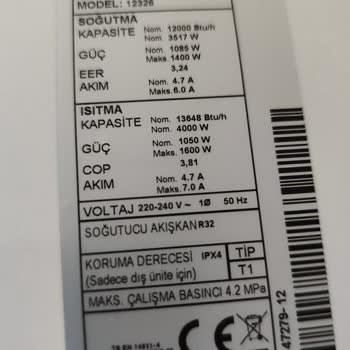 MODEL: 12326
SOĞUTMA
KAPASİTE Nom. 12000 Btu/h
Nom. 3517 W
GÜÇ Nom. 1085 W
Maks. 1400 W
EER 3,24
AKIM Nom. 4.7 A
Maks. 6.0 A
ISITMA
KAPASİTE Nom. 13648 Btu/h
Nom. 4000 W
GÜÇ Nom. 1050 W
Maks. 1600 W
COP 3,81
AKIM Nom. 4.7 A
Maks. 7.0 A
VOLTAJ 220-240 V ~ 1Ø 50 Hz
SOĞUTUCU AKIŞKAN R32
KORUMA DERECESİ IPX4
(Sadece dış ünite için)
TİP
T1
MAKS. ÇALIŞMA BASINCI 4.2 MPa
CE
47279-12